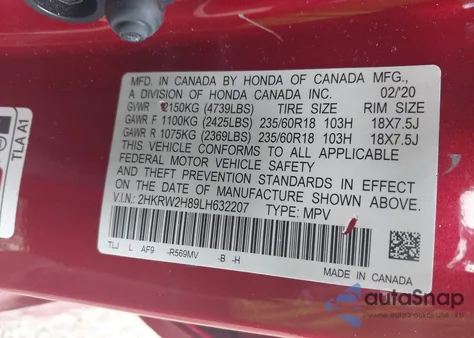 MFD. IN CANADA BY HONDA OF CANADA MFG.,
A DIVISION OF HONDA CANADA INC. 02/'20
GVWR 2150KG (4739LBS) TIRE SIZE RIM SIZE
GAWR F 1100KG (2425LBS) 235/60R18 103H 18X7.5J
GAWR R 1075KG (2369LBS) 235/60R18 103H 18X7.5J
THIS VEHICLE CONFORMS TO ALL APPLICABLE
FEDERAL MOTOR VEHICLE SAFETY
AND THEFT PREVENTION STANDARDS IN EFFECT
ON THE DATE OF MANUFACTURE SHOWN ABOVE.
V.I.N.: 2HKRW2H89LH632207 TYPE: MPV
TLJ L AF9 -R569MV -B -H
MADE IN CANADA
TLA A1
autoSnap